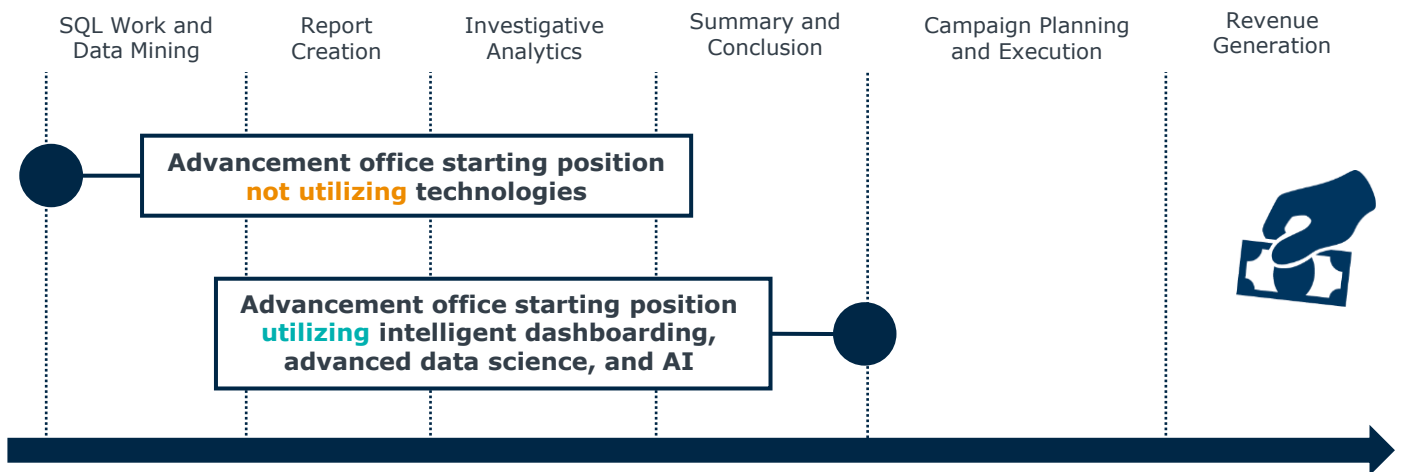 SQL Work and
Data Mining
Report
Creation
Investigative
Analytics
Summary and
Conclusion
Campaign Planning
and Execution
Revenue
Generation
Advancement office starting position
not utilizing technologies
Advancement office starting position
utilizing intelligent dashboarding,
advanced data science, and AI